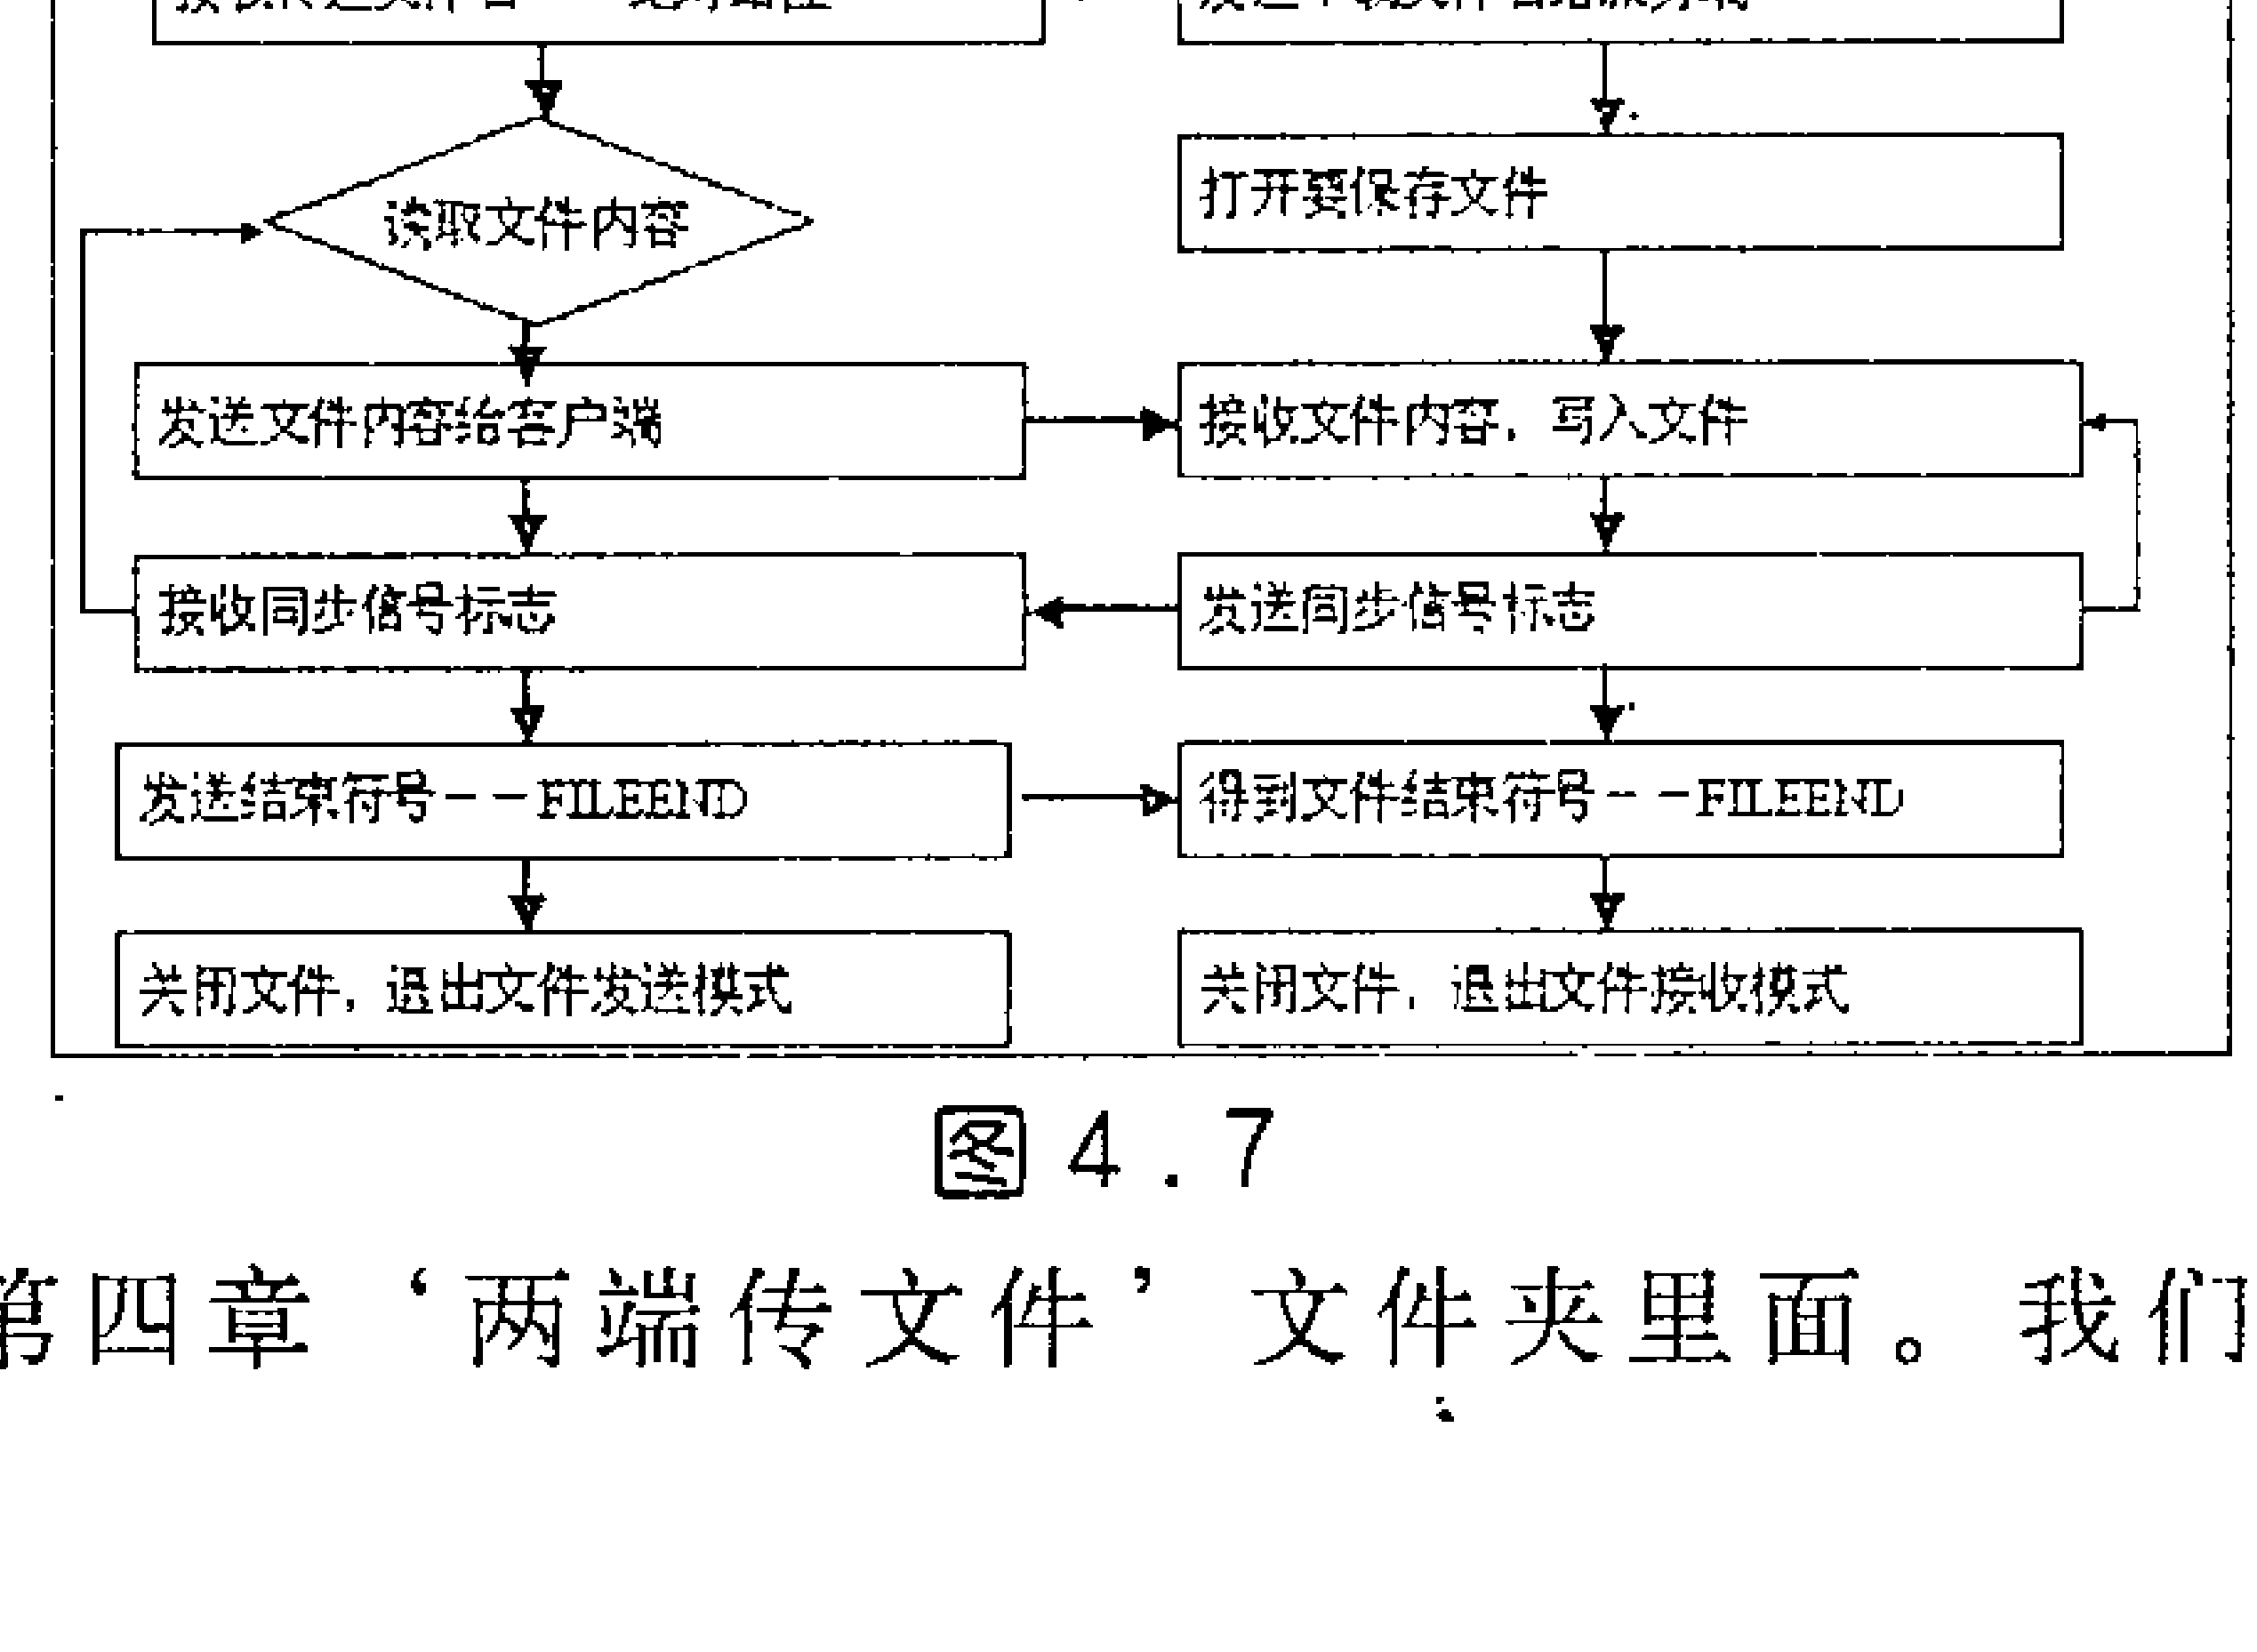 读取文件内容
打开要保存文件
发送文件内容给客户端
接收文件内容，写入文件
接收同步信号标志
发送同步信号标志
发送结束符号--FILEEND
得到文件结束符号--FILEEND
关闭文件，退出文件发送模式
关闭文件，退出文件接收模式
图 4.7
第四章‘两端传文件’文件夹里面。我们